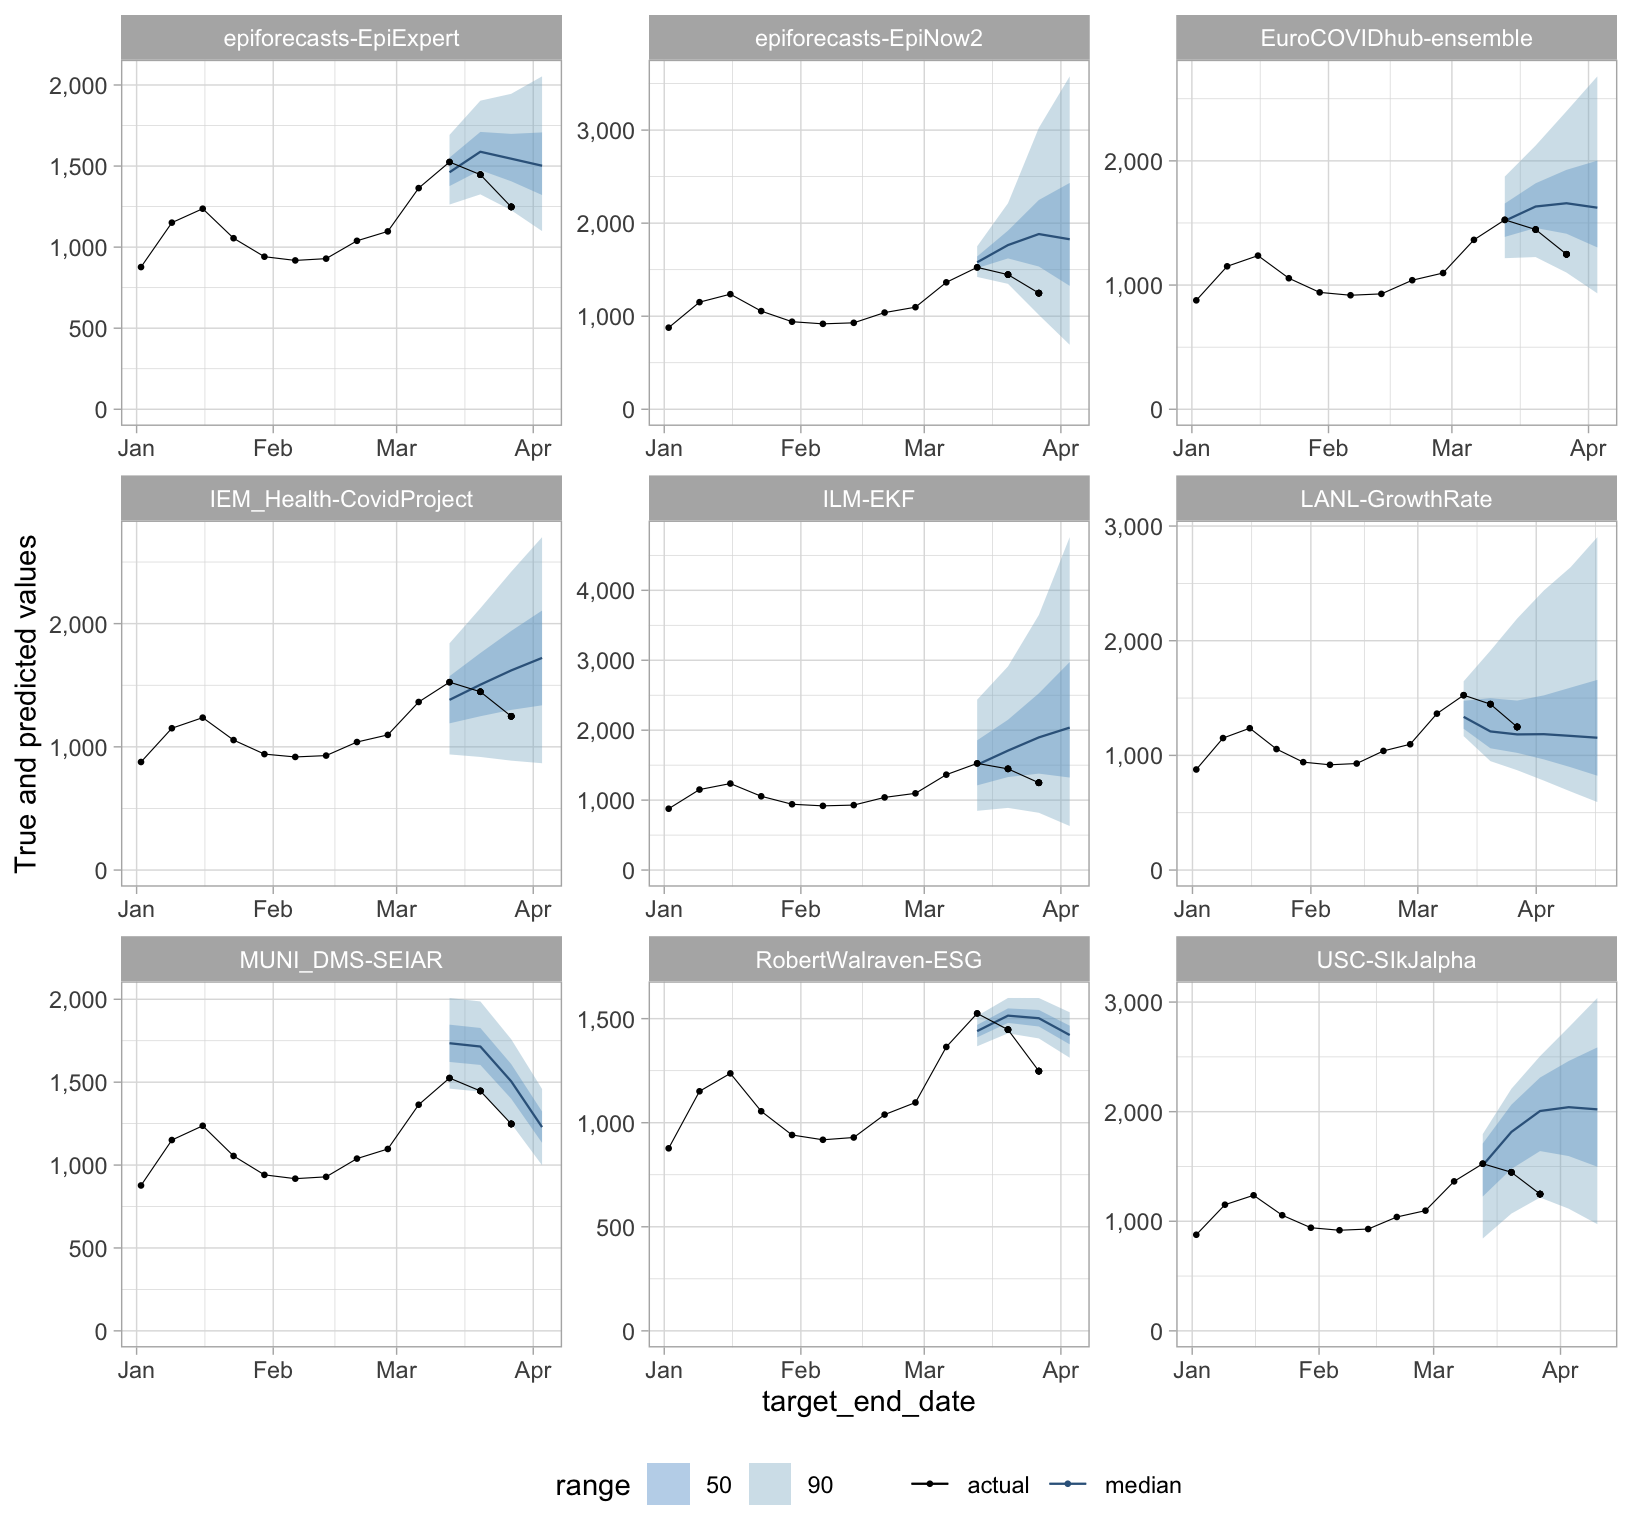 epiforecasts-EpiExpert
epiforecasts-EpiNow2
EuroCOVIDhub-ensemble
2,000
1,500
1,000
500
0
Jan Feb Mar Apr
3,000
2,000
1,000
0
Jan Feb Mar Apr
2,000
1,000
0
Jan Feb Mar Apr
IEM_Health-CovidProject
ILM-EKF
LANL-GrowthRate
True and predicted values
2,000
1,000
0
Jan Feb Mar Apr
4,000
3,000
2,000
1,000
0
Jan Feb Mar Apr
3,000
2,000
1,000
0
Jan Feb Mar Apr
MUNI_DMS-SEIAR
RobertWalraven-ESG
USC-SIkJalpha
2,000
1,500
1,000
500
0
Jan Feb Mar Apr
1,500
1,000
500
0
Jan Feb Mar Apr
3,000
2,000
1,000
0
Jan Feb Mar Apr
target_end_date
range 50 90 actual median